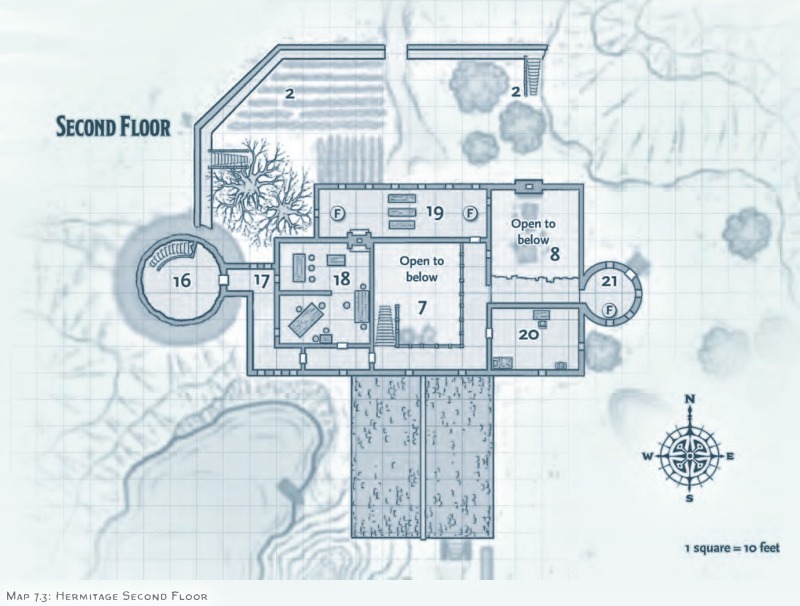 2
2
SECOND FLOOR
F
19
F
Open to
below
8
Open to
below
7
16
17
18
21
F
20
N
W
E
S
1 square = 10 feet
MAP 7.3: HERMITAGE SECOND FLOOR